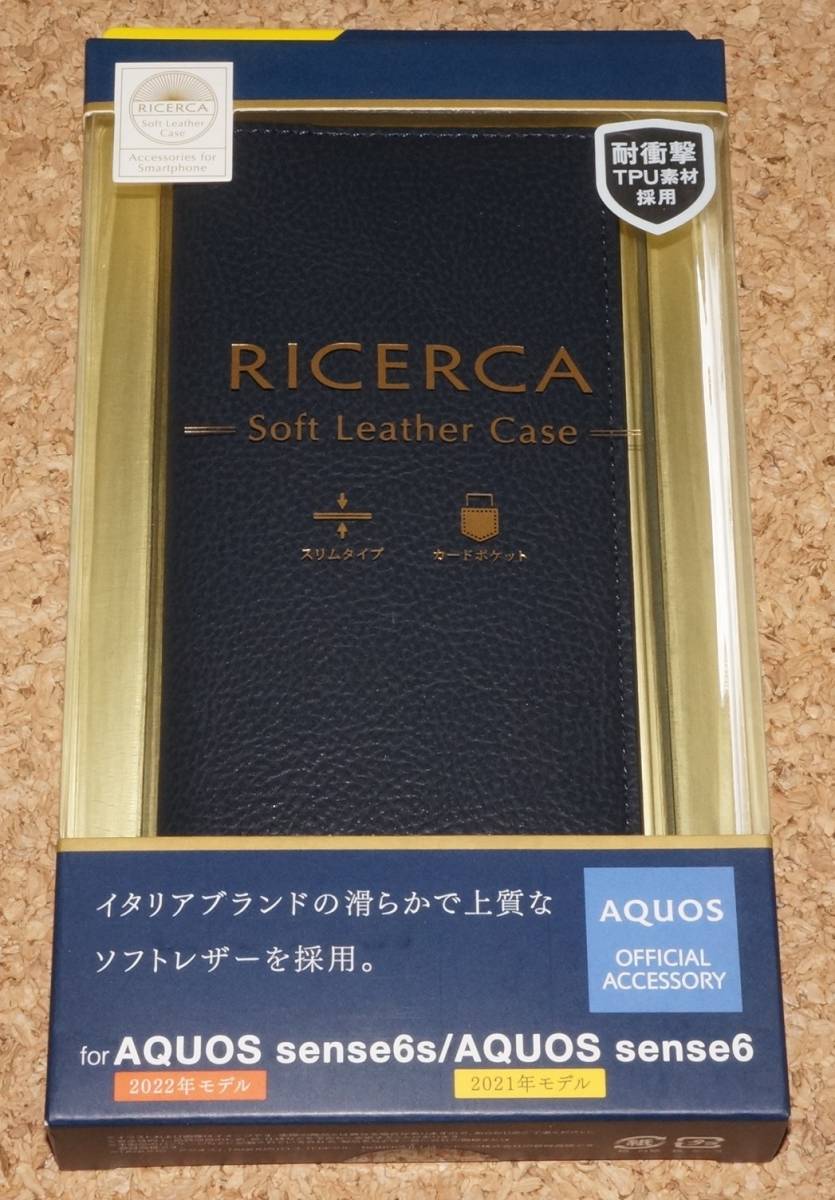 RICERCA
Soft Leather
Case
Accessories for
Smartphone
耐衝撃
TPU素材
採用
RICERCA
Soft Leather Case
スリムタイプ
カードポケット
イタリアブランドの滑らかで上質な
ソフトレザーを採用。
AQUOS
OFFICIAL
ACCESSORY
for AQUOS sense6s/AQUOS sense6
2022年モデル
2021年モデル
紙
プラ